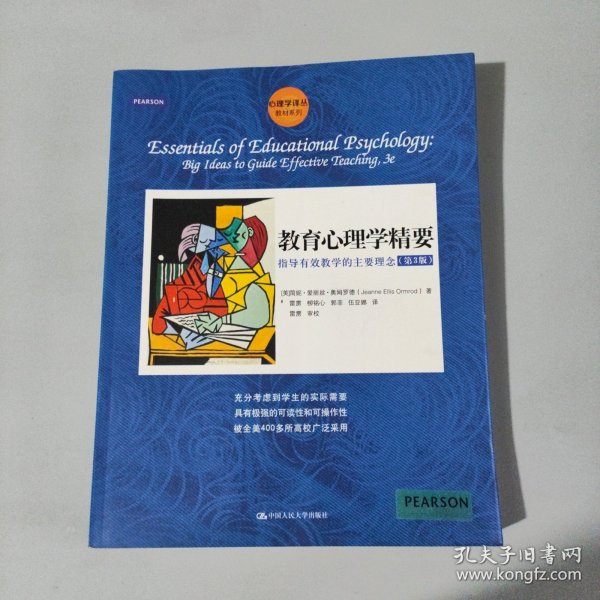 PEARSON
心理学译丛
教材系列
Essentials of Educational Psychology:
Big Ideas to Guide Effective Teaching, 3e
教育心理学精要
指导有效教学的主要理念(第3版)
[美]简妮·爱丽丝·奥姆罗德(Jeanne Ellis Ormrod) 著
雷雳 柳铭心 郭菲 伍亚娜 译
雷雳 审校
充分考虑到学生的实际需要
具有极强的可读性和可操作性
被全美400多所高校广泛采用
PEARSON
中国人民大学出版社
孔夫子旧书网
www.kongfz.com